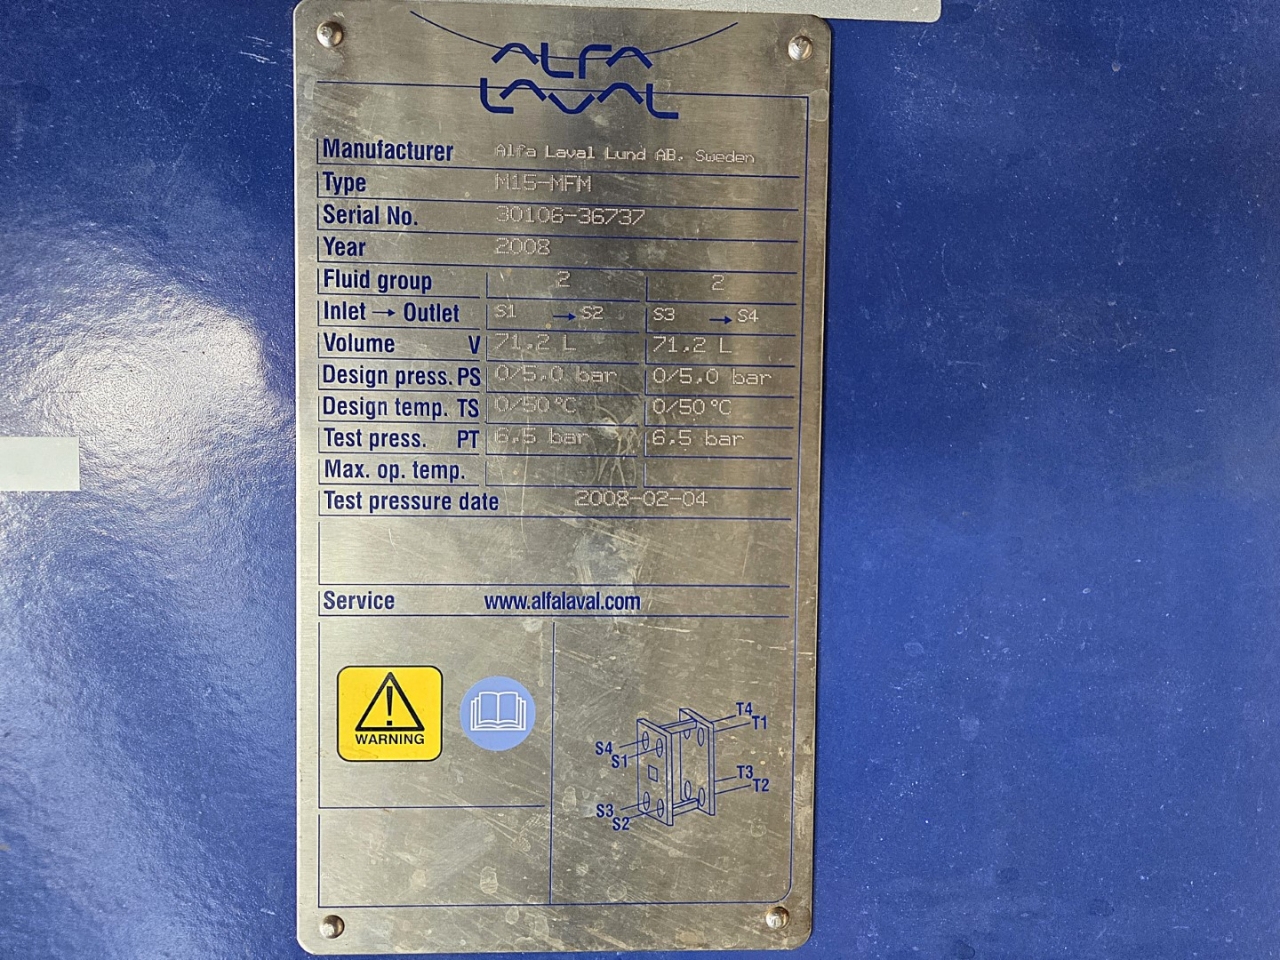 ALFA
LAVAL
Manufacturer Alfa Laval Lund AB, Sweden
Type M15-MFM
Serial No. 30106-36737
Year 2008
Fluid group 2 2
Inlet → Outlet S1 → S2 S3 → S4
Volume V 71,2 L 71,2 L
Design press. PS 0/5,0 bar 0/5,0 bar
Design temp. TS 0/50°C 0/50°C
Test press. PT 6,5 bar 6,5 bar
Max. op. temp.
Test pressure date 2008-02-04
Service www.alfalaval.com
WARNING
T4
T1
S4
S1
T3
T2
S3
S2